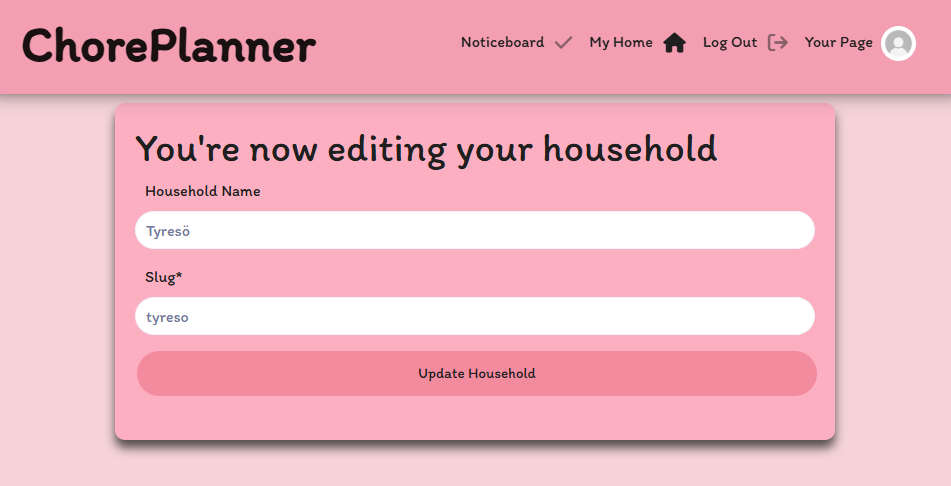 ChorePlanner
Noticeboard My Home Log Out Your Page
You're now editing your household
Household Name
Tyresö
Slug*
tyreso
Update Household